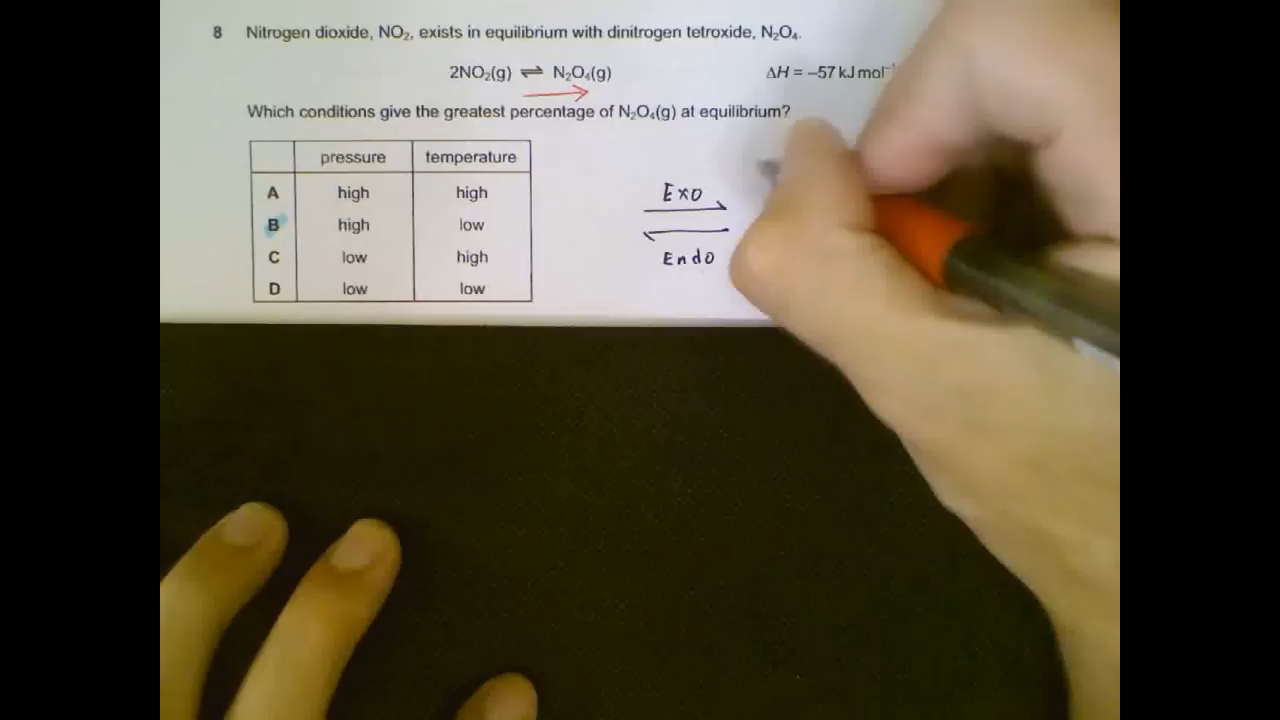 8 Nitrogen dioxide, NO₂, exists in equilibrium with dinitrogen tetroxide, N₂O₄.
2NO₂(g) ⇌ N₂O₄(g) ΔH = –57 kJ mol⁻
Which conditions give the greatest percentage of N₂O₄(g) at equilibrium?
pressure temperature
A high high
B high low
C low high
D low low
Exo
Endo